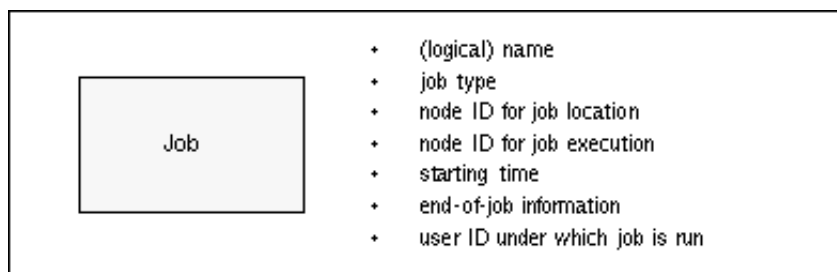 Job
(logical) name
job type
node ID for job location
node ID for job execution
starting time
end-of-job information
user ID under which job is run